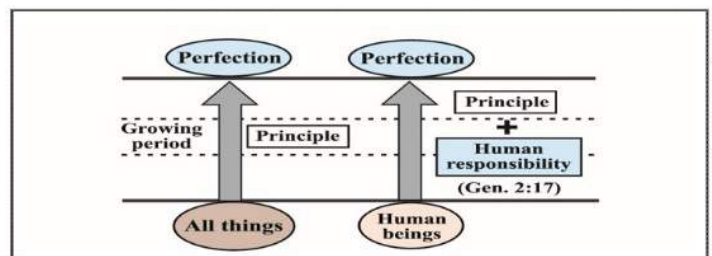 Perfection
Perfection
Growing
period
Principle
Principle
+
Human
responsibility
(Gen. 2:17)
All things
Human
beings